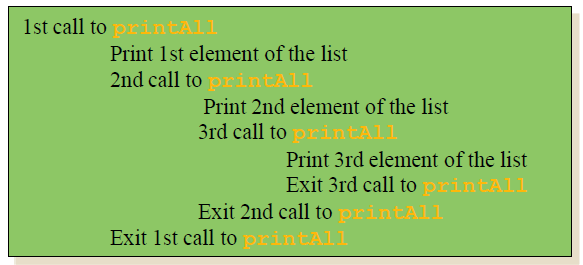 1st call to printAll
Print 1st element of the list
2nd call to printAll
Print 2nd element of the list
3rd call to printAll
Print 3rd element of the list
Exit 3rd call to printAll
Exit 2nd call to printAll
Exit 1st call to printAll